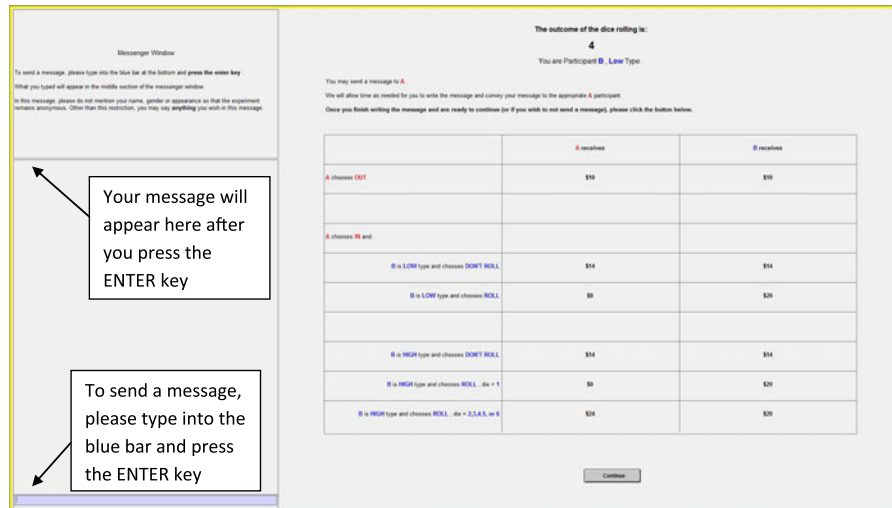 Messenger Window
To send a message, please type into the blue bar at the bottom and press the enter key .
What you typed will appear in the middle section of the messenger window.
In this message, please do not mention your name, gender or appearance so that the experiment
remains anonymous. Other than this restriction, you may say anything you wish in this message.
Your message will
appear here after
you press the
ENTER key
To send a message,
please type into the
blue bar and press
the ENTER key
The outcome of the dice rolling is:
4
You are Participant B , Low Type .
You may send a message to A .
We will allow time as needed for you to write the message and convey your message to the appropriate A participant.
Once you finish writing the message and are ready to continue (or if you wish to not send a message), please click the button below.
A receives B receives
A chooses OUT $10 $10
A chooses IN and:
B is LOW type and chooses DON'T ROLL $14 $14
B is LOW type and chooses ROLL $0 $20
B is HIGH type and chooses DON'T ROLL $14 $14
B is HIGH type and chooses ROLL , die = 1 $0 $20
B is HIGH type and chooses ROLL , die = 2,3,4,5, or 6 $24 $20
Continue